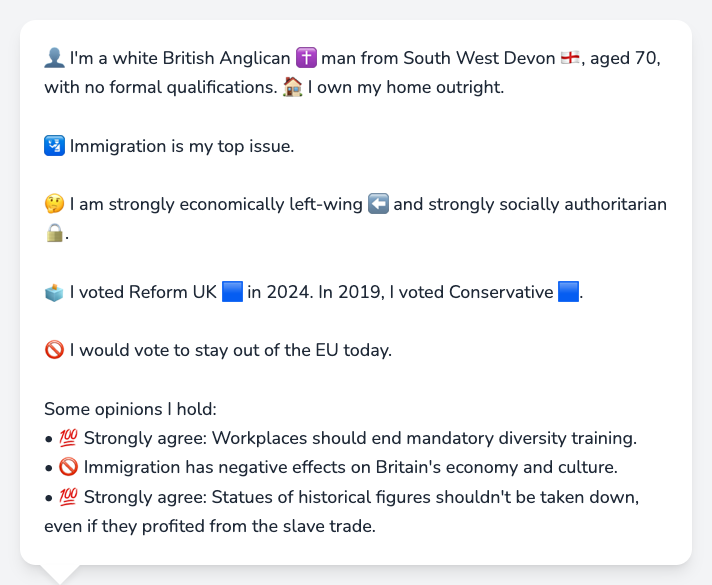 👤 I'm a white British Anglican ✝️ man from South West Devon 🏴󠁧󠁢󠁥󠁮󠁧󠁿, aged 70,
with no formal qualifications. 🏠 I own my home outright.
🛂 Immigration is my top issue.
🤔 I am strongly economically left-wing ⬅️ and strongly socially authoritarian
🔒.
🗳️ I voted Reform UK 🟦 in 2024. In 2019, I voted Conservative 🟦.
🚫 I would vote to stay out of the EU today.
Some opinions I hold:
• 💯 Strongly agree: Workplaces should end mandatory diversity training.
• 🚫 Immigration has negative effects on Britain's economy and culture.
• 💯 Strongly agree: Statues of historical figures shouldn't be taken down,
even if they profited from the slave trade.